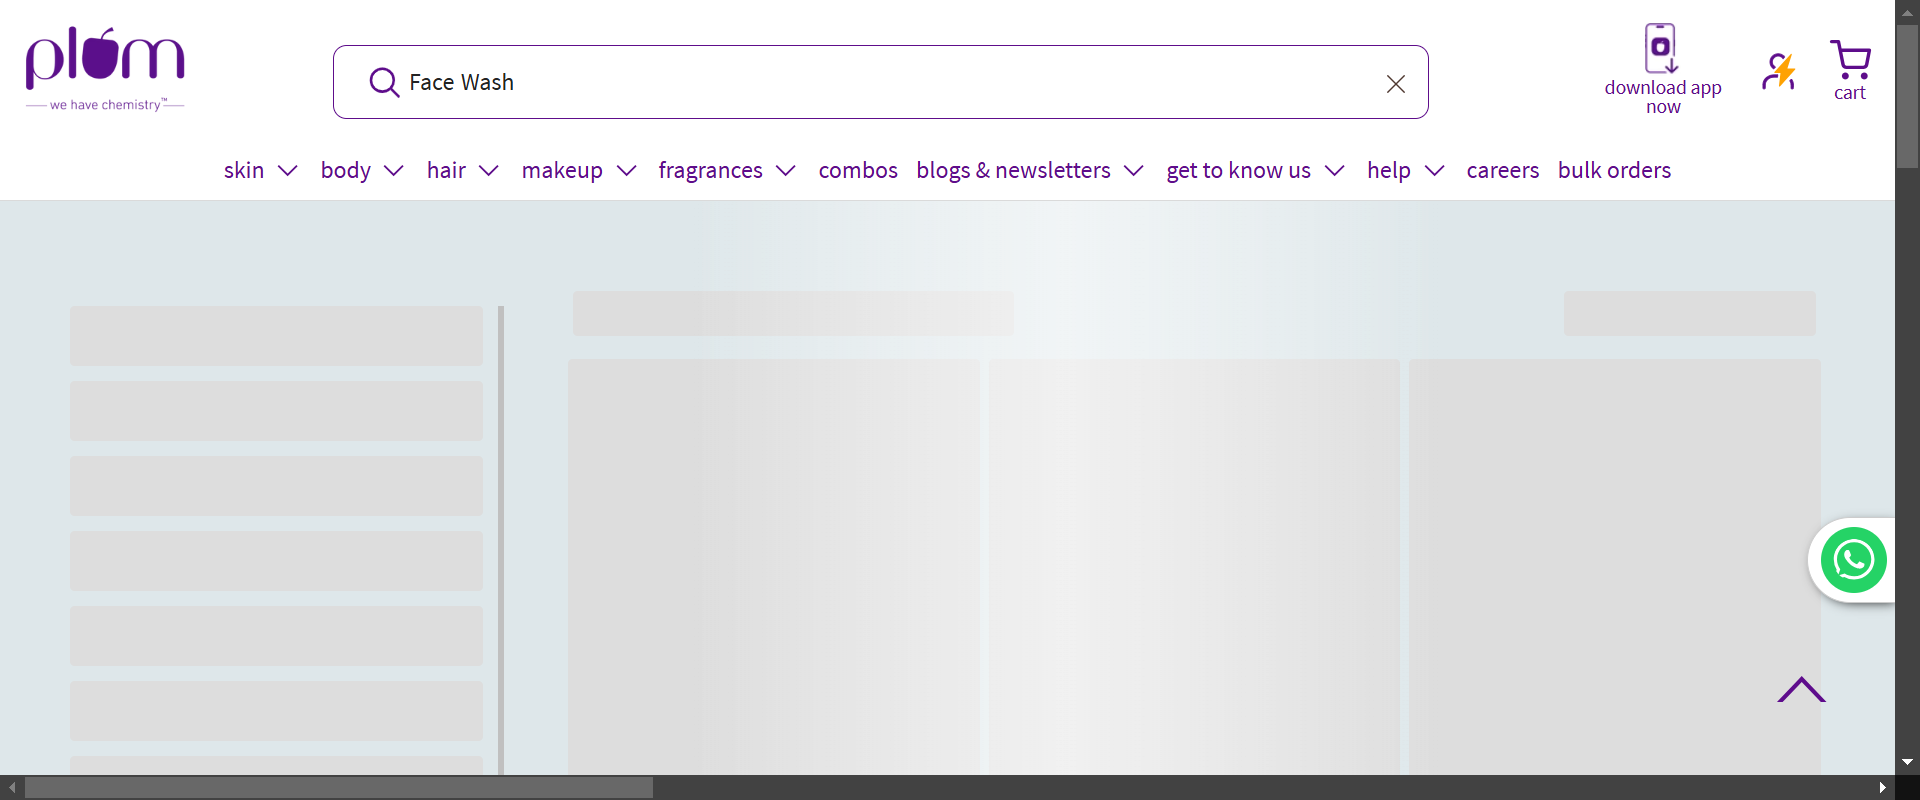 plum
we have chemistry™
Face Wash
download app
now
cart
skin
body
hair
makeup
fragrances
combos
blogs & newsletters
get to know us
help
careers
bulk orders